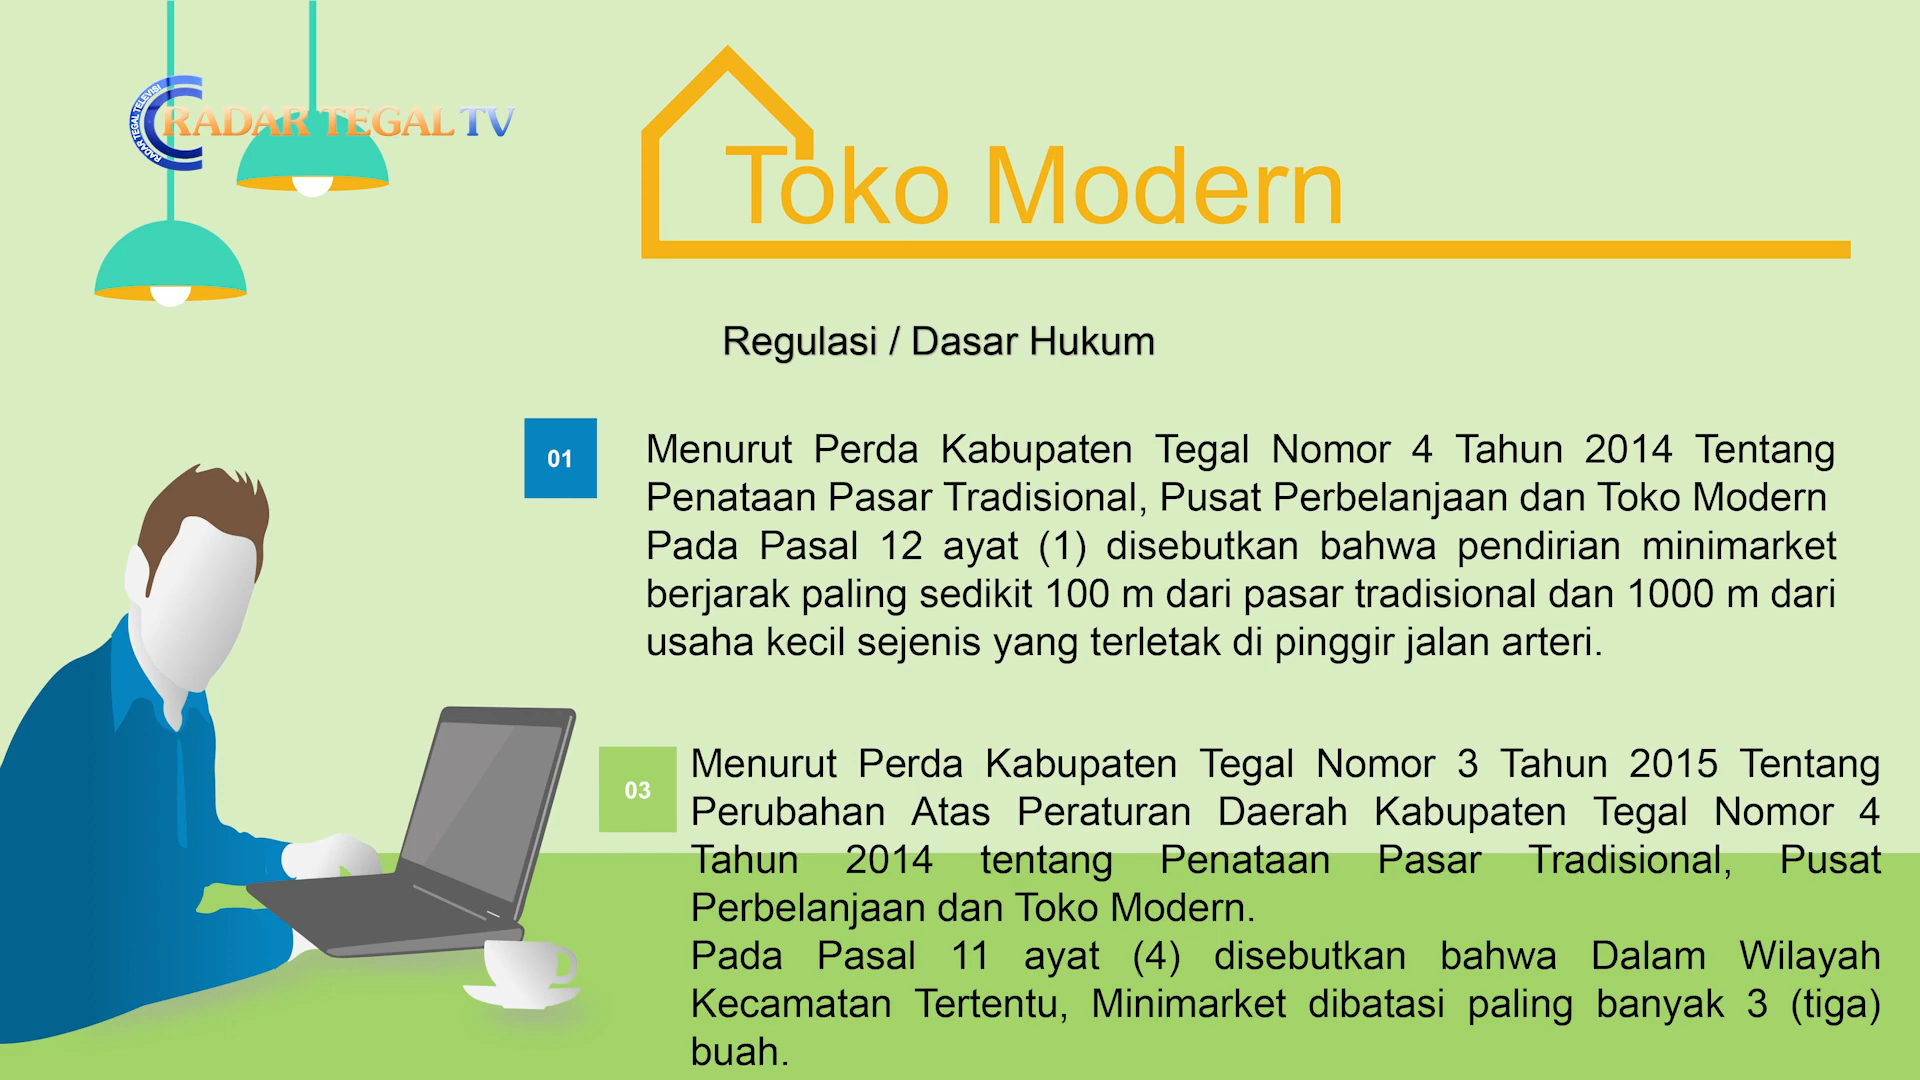 RADAR TEGAL TELEVISI
RADAR
RADAR TEGAL TV
Toko Modern
Regulasi / Dasar Hukum
01
Menurut Perda Kabupaten Tegal Nomor 4 Tahun 2014 Tentang
Penataan Pasar Tradisional, Pusat Perbelanjaan dan Toko Modern
Pada Pasal 12 ayat (1) disebutkan bahwa pendirian minimarket
berjarak paling sedikit 100 m dari pasar tradisional dan 1000 m dari
usaha kecil sejenis yang terletak di pinggir jalan arteri.
03
Menurut Perda Kabupaten Tegal Nomor 3 Tahun 2015 Tentang
Perubahan Atas Peraturan Daerah Kabupaten Tegal Nomor 4
Tahun 2014 tentang Penataan Pasar Tradisional, Pusat
Perbelanjaan dan Toko Modern.
Pada Pasal 11 ayat (4) disebutkan bahwa Dalam Wilayah
Kecamatan Tertentu, Minimarket dibatasi paling banyak 3 (tiga)
buah.